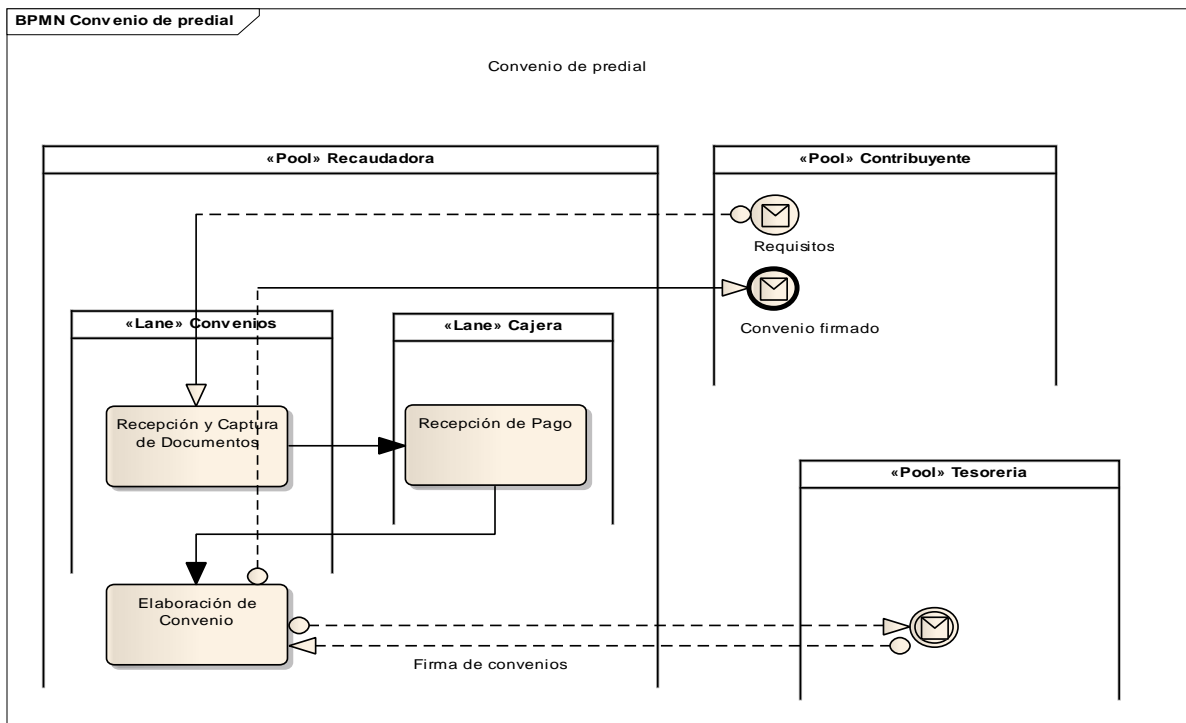 BPMN Convenio de predial
Convenio de predial
«Pool» Recaudadora
«Pool» Contribuyente
Requisitos
Convenio firmado
«Lane» Convenios
«Lane» Cajera
Recepción y Captura
de Documentos
Recepción de Pago
«Pool» Tesoreria
Elaboración de
Convenio
Firma de convenios